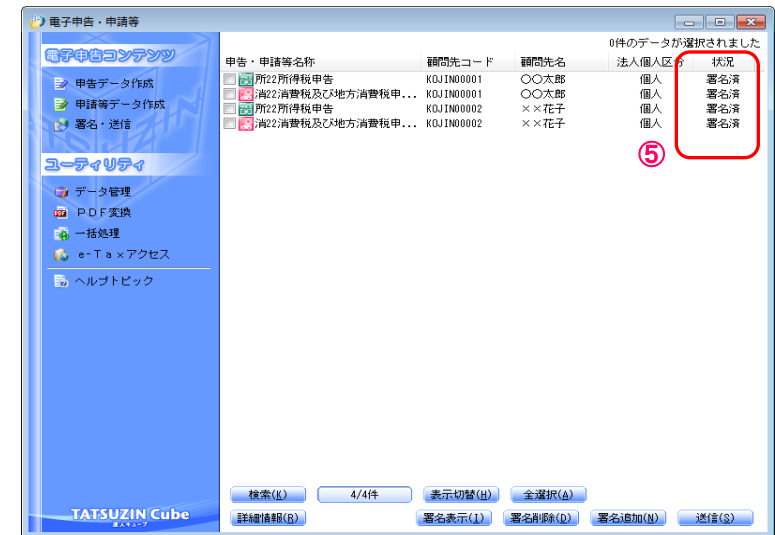 電子申告・申請等
電子申告コンテンツ
申告データ作成
申請等データ作成
署名・送信
ユーティリティ
データ管理
PDF PDF変換
一括処理
e-Taxアクセス
ヘルプトピック
TATSUZIN Cube
達人キューブ
0件のデータが選択されました
申告・申請等名称 顧問先コード 顧問先名 法人個人区分 状況
所22所得税申告 KOJIN00001 〇〇太郎 個人 署名済
消22消費税及び地方消費税申... KOJIN00001 〇〇太郎 個人 署名済
所22所得税申告 KOJIN00002 ××花子 個人 署名済
消22消費税及び地方消費税申... KOJIN00002 ××花子 個人 署名済
⑤
検索(K) 4/4件 表示切替(H) 全選択(A)
詳細情報(R) 署名表示(I) 署名削除(D) 署名追加(N) 送信(S)